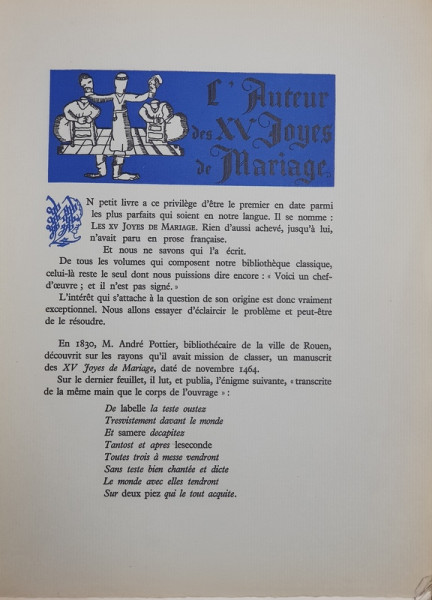 L'Auteur
des XV Joyes
de Mariage.
UN petit livre a ce privilège d'être le premier en date parmi
les plus parfaits qui soient en notre langue. Il se nomme :
LES XV JOYES DE MARIAGE. Rien d'aussi achevé, jusqu'à lui,
n'avait paru en prose française.
Et nous ne savons qui l'a écrit.
De tous les volumes qui composent notre bibliothèque classique,
celui-là reste le seul dont nous puissions dire encore : « Voici un chef-
d'œuvre ; et il n'est pas signé. »
L'intérêt qui s'attache à la question de son origine est donc vraiment
exceptionnel. Nous allons essayer d'éclaircir le problème et peut-être
de le résoudre.
En 1830, M. André Pottier, bibliothécaire de la ville de Rouen,
découvrit sur les rayons qu'il avait mission de classer, un manuscrit
des XV Joyes de Mariage, daté de novembre 1464.
Sur le dernier feuillet, il lut, et publia, l'énigme suivante, « transcrite
de la même main que le corps de l'ouvrage » :
De labelle la teste oustez
Tresvistement davant le monde
Et samere decapitez
Tantost et apres leseconde
Toutes trois à messe vendront
Sans teste bien chantée et dicte
Le monde avec elles tendront
Sur deux piez qui le tout acquite.